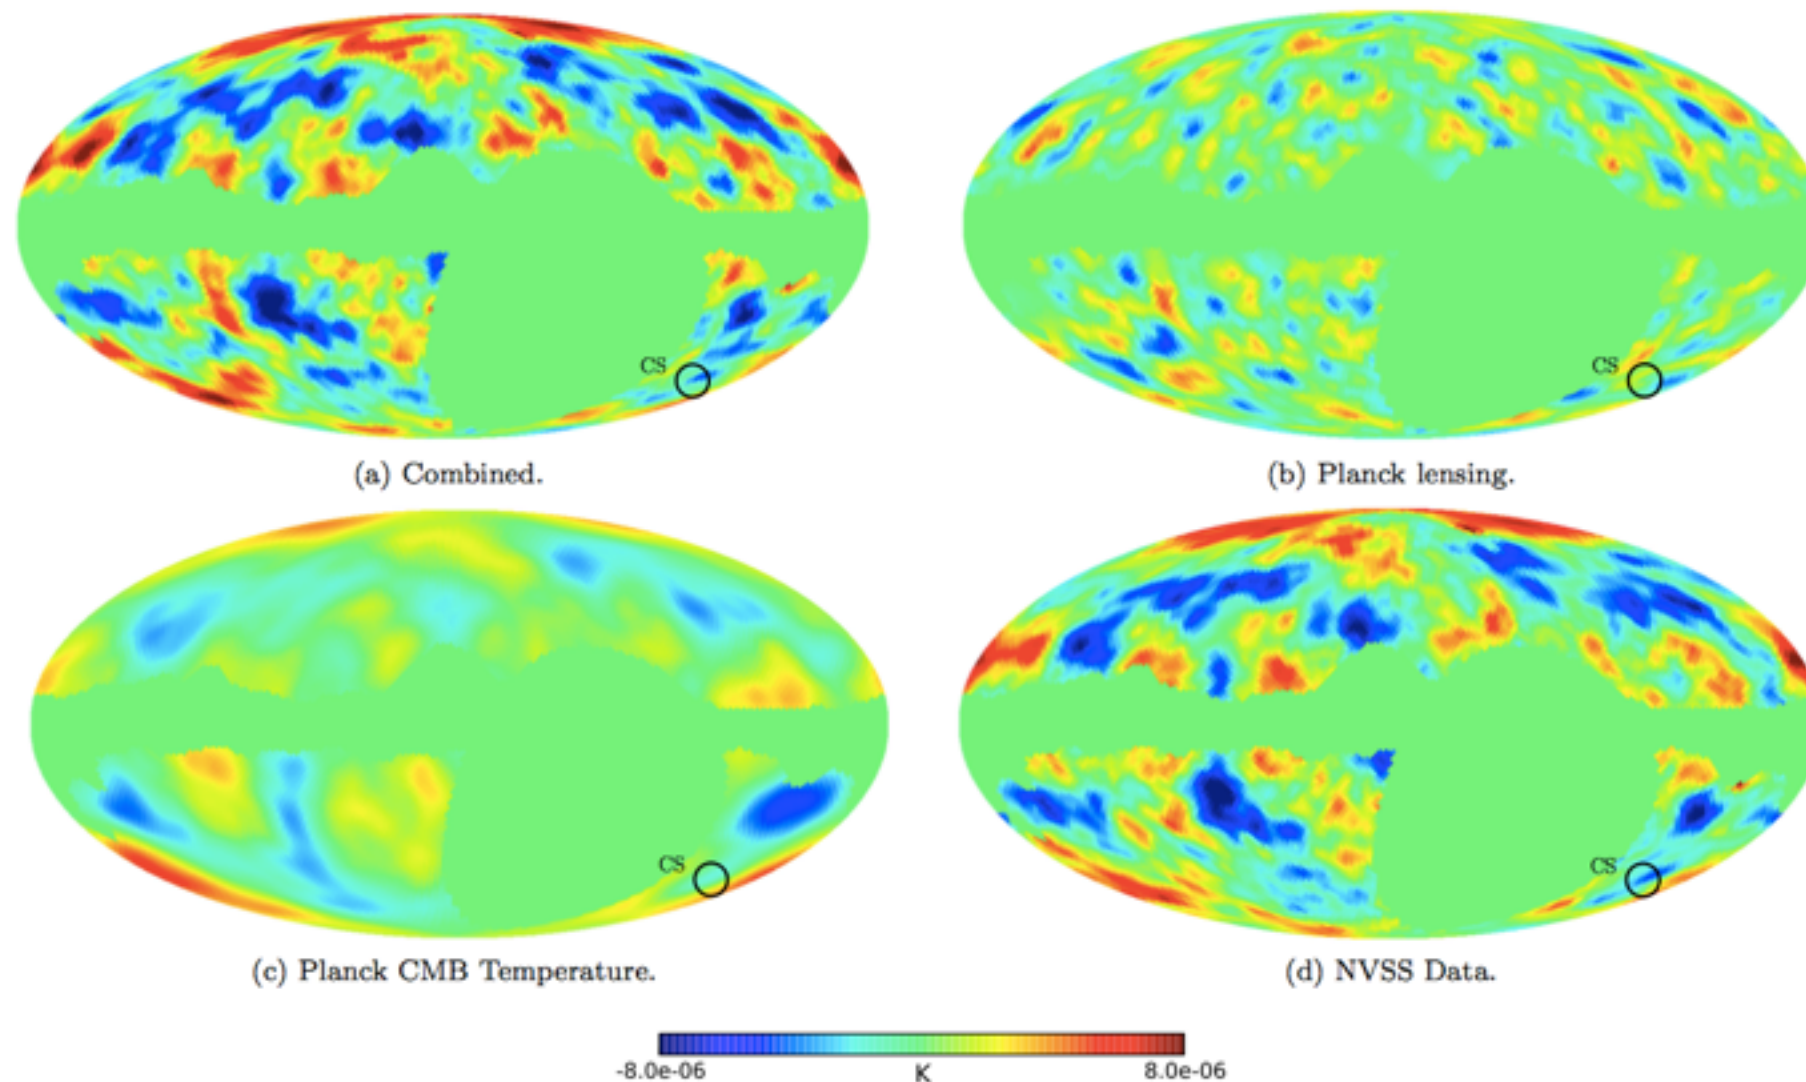 CS
CS
(a) Combined.
(b) Planck lensing.
CS
CS
(c) Planck CMB Temperature.
(d) NVSS Data.
-8.0e-06
K
8.0e-06